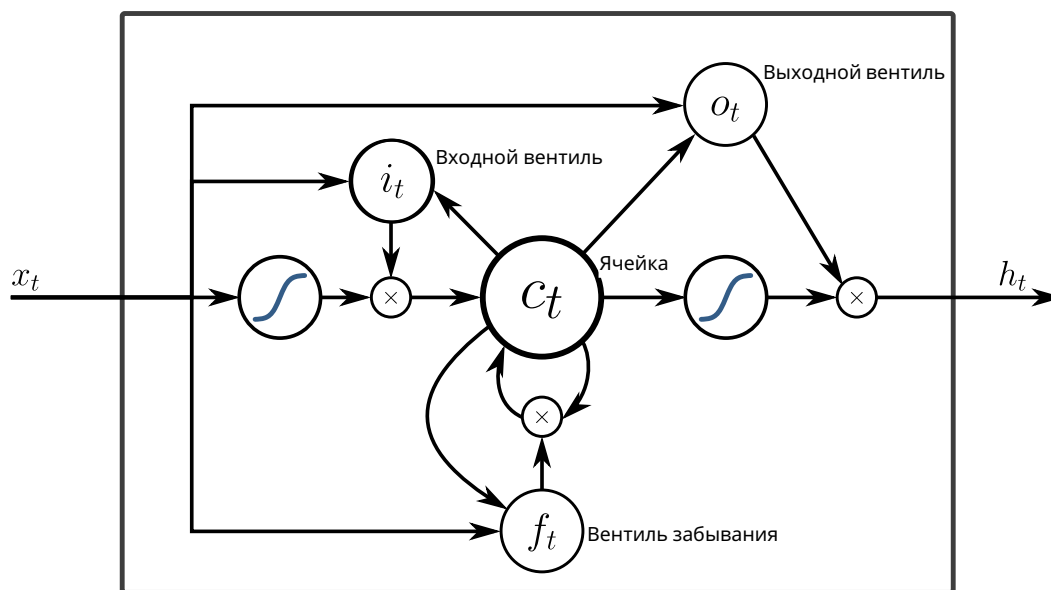 Выходной вентиль
o_t
Входной вентиль
i_t
Ячейка
x_t
×
c_t
×
h_t
×
f_t
Вентиль забывания